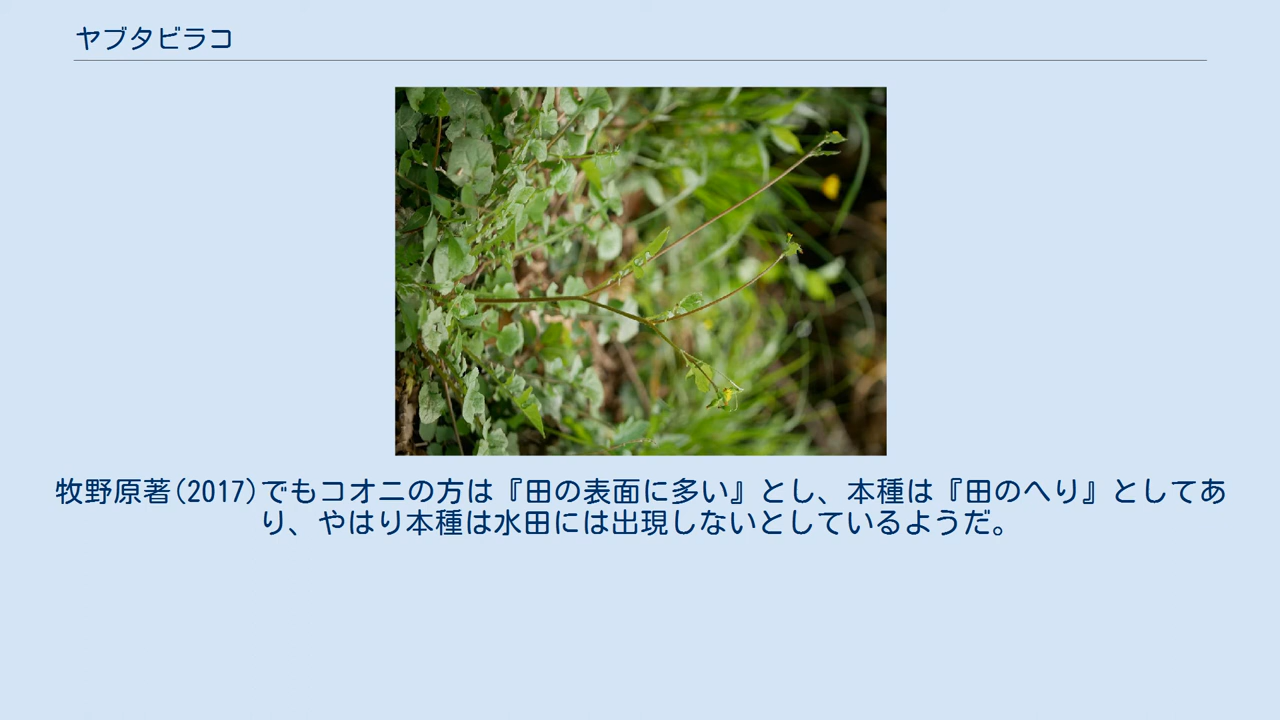 ヤブタビラコ
牧野原著(2017)でもコオニの方は『田の表面に多い』とし、本種は『田のへり』としてあ
り、やはり本種は水田には出現しないとしているようだ。